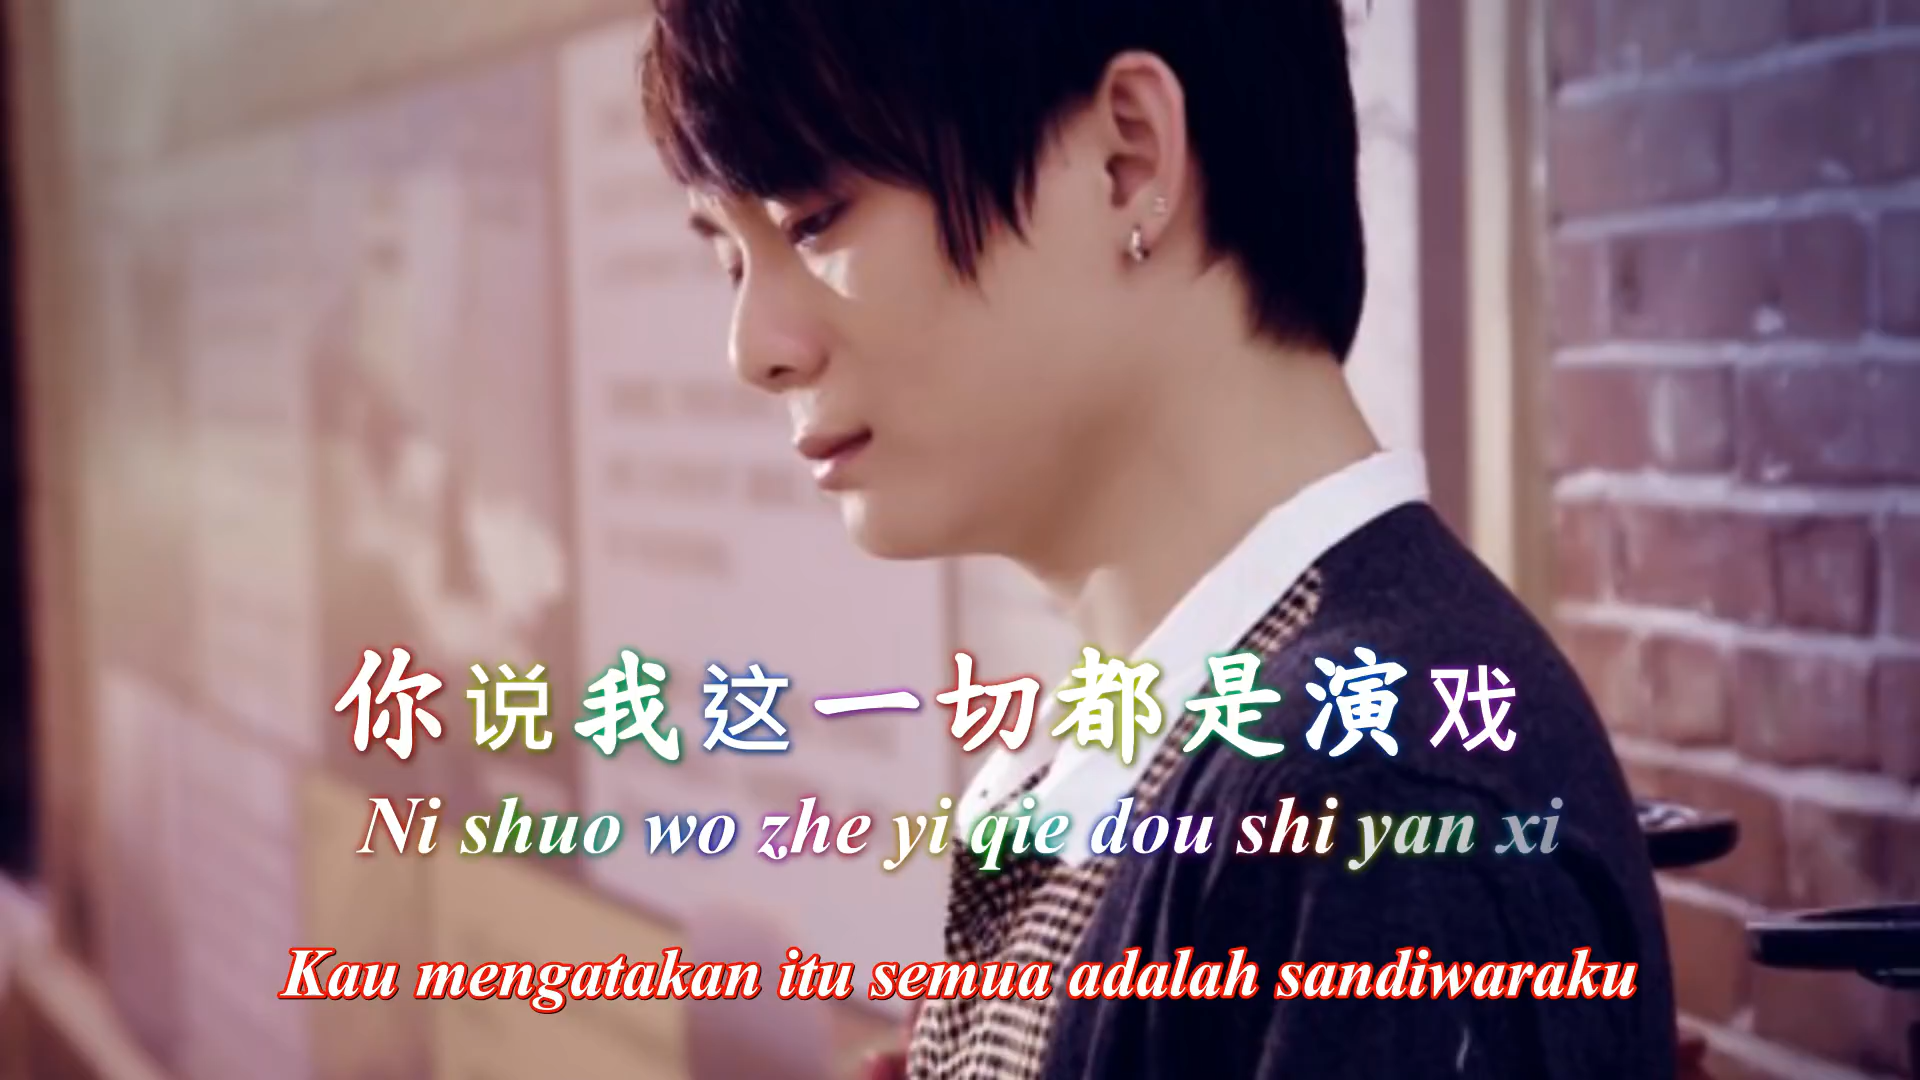 你说我这一切都是演戏
Ni shuo wo zhe yi qie dou shi yan xi
Kau mengatakan itu semua adalah sandiwaraku